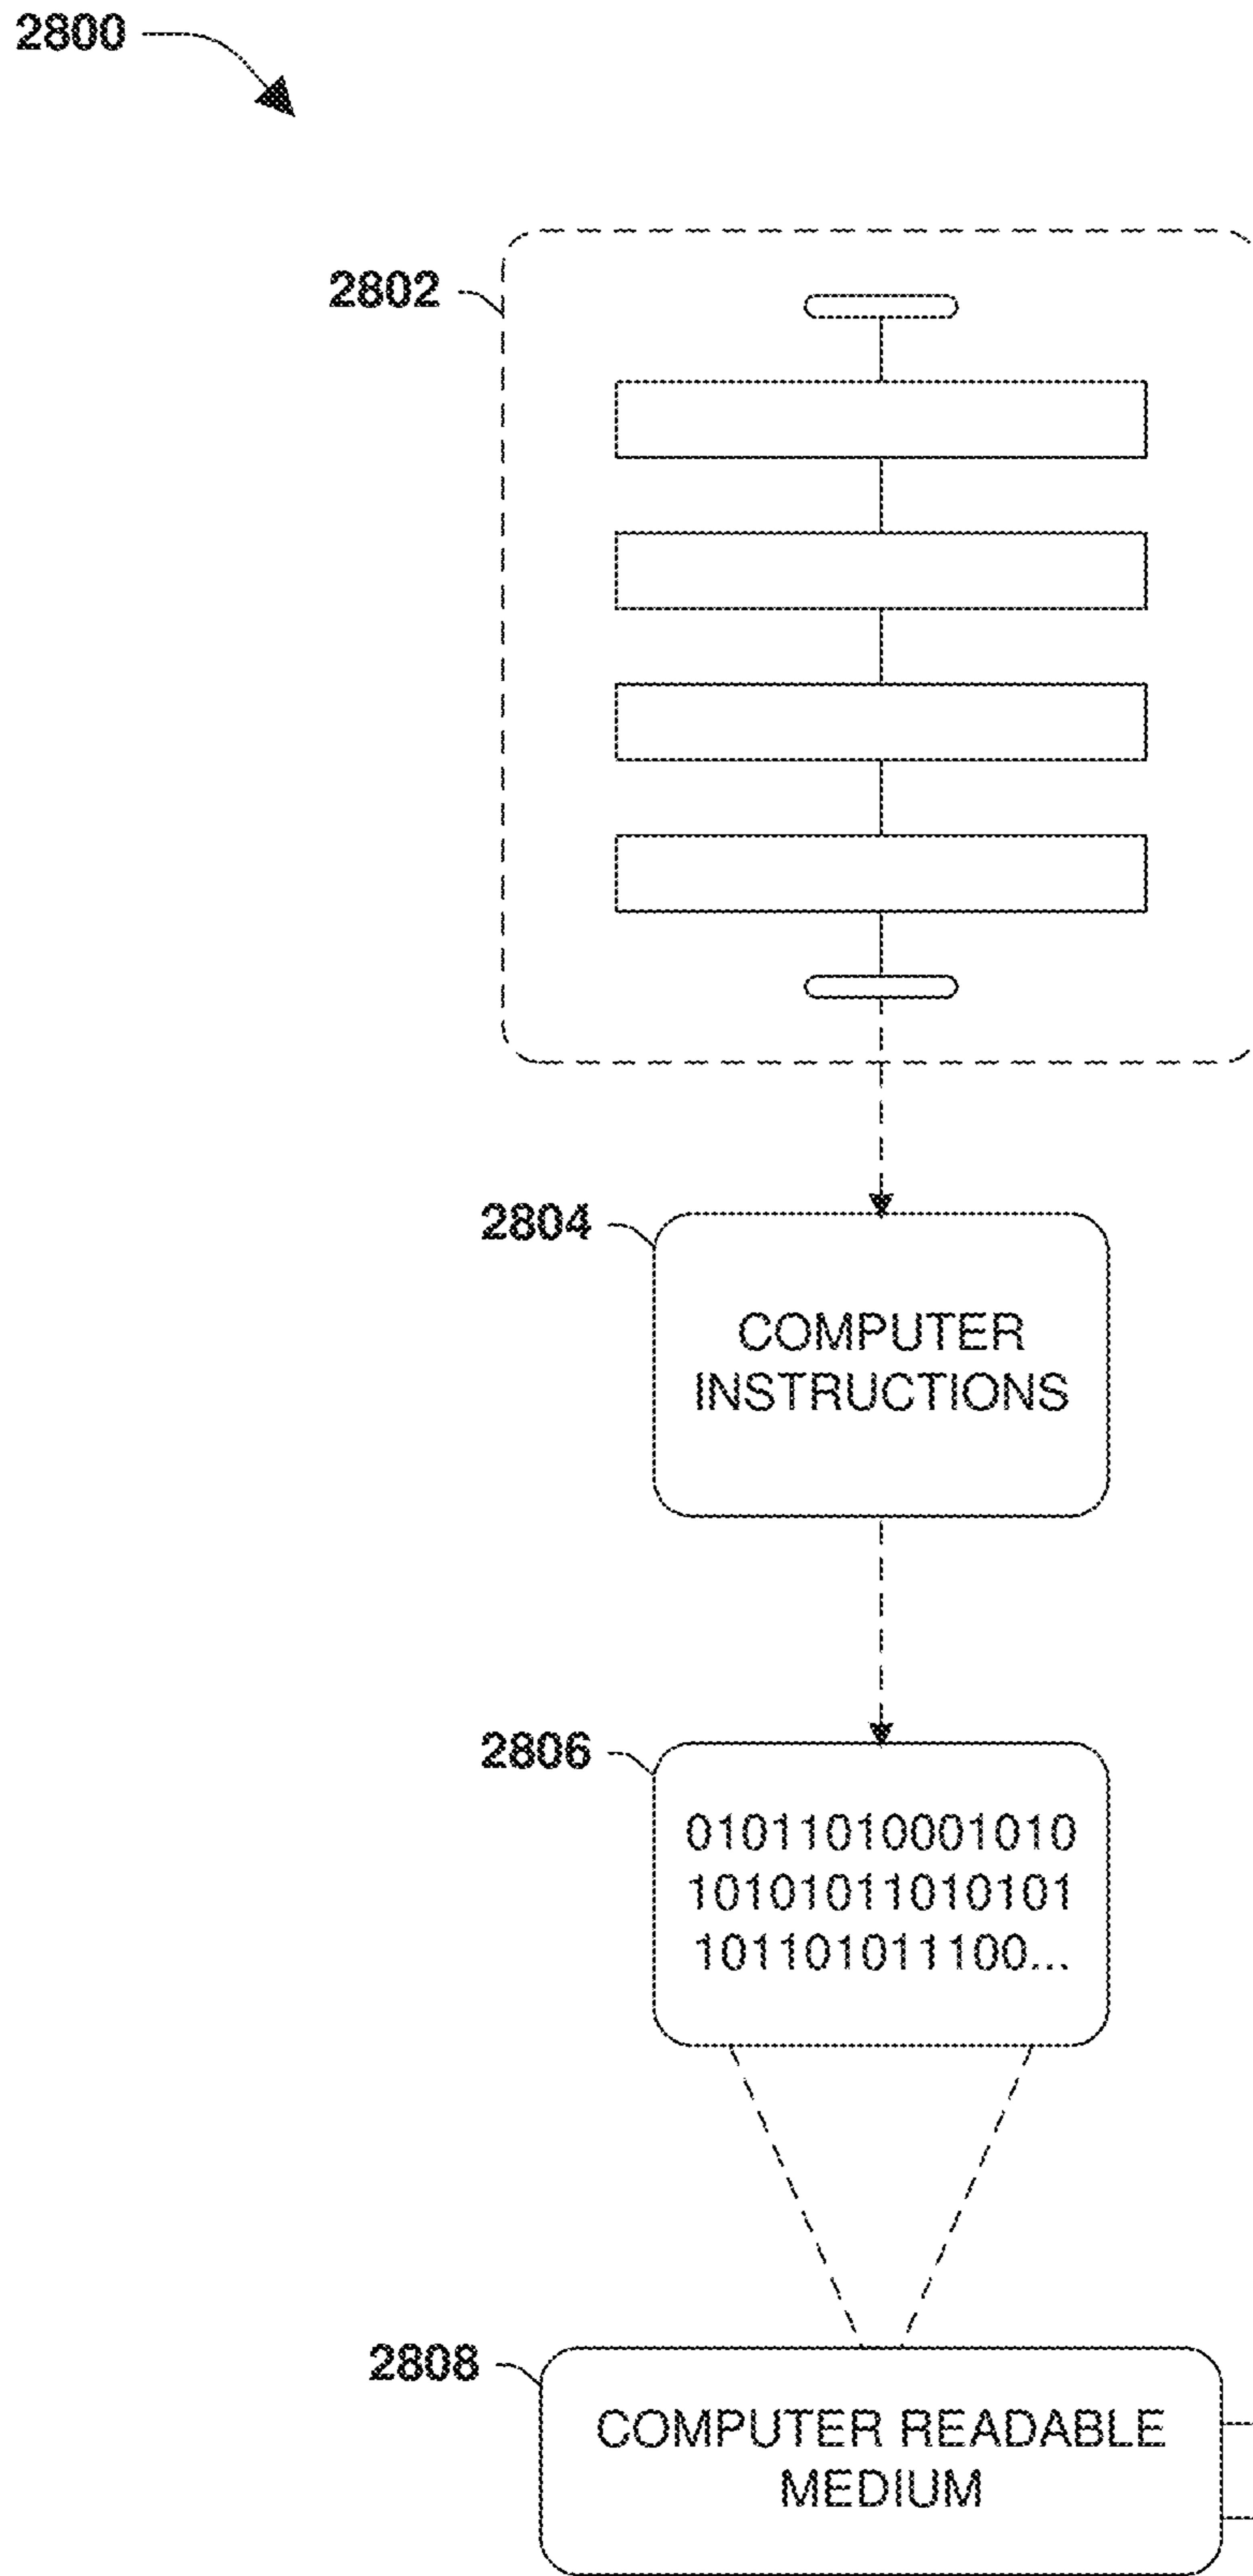 2800
2802
2804
COMPUTER
INSTRUCTIONS
2806
01011010001010
10101011010101
101101011100...
2808
COMPUTER READABLE
MEDIUM